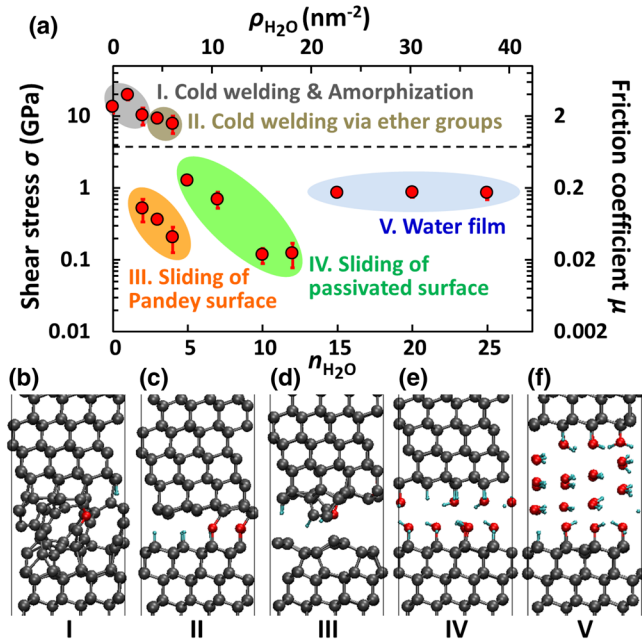 (a)
ρH2O (nm-2)
0 10 20 30 40
Shear stress σ (GPa)
10
1
0.1
0.01
I. Cold welding & Amorphization
II. Cold welding via ether groups
III. Sliding of
Pandey surface
IV. Sliding of
passivated surface
V. Water film
2
0.2
0.02
0.002
Friction coefficient μ
0 5 10 15 20 25
nH2O
(b) (c) (d) (e) (f)
I II III IV V